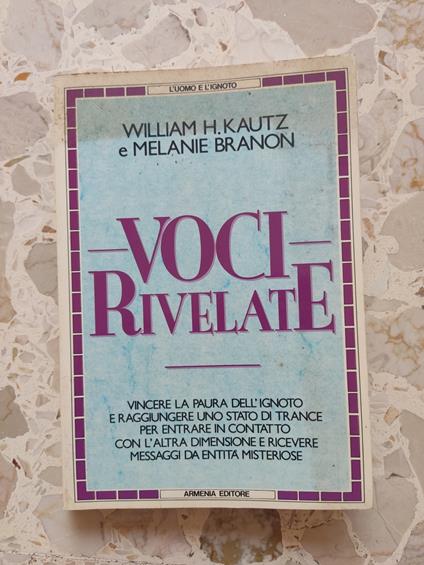 L'UOMO E L'IGNOTO
WILLIAM H. KAUTZ
e MELANIE BRANON
VOCI
RIVELATE
VINCERE LA PAURA DELL'IGNOTO
E RAGGIUNGERE UNO STATO DI TRANCE
PER ENTRARE IN CONTATTO
CON L'ALTRA DIMENSIONE E RICEVERE
MESSAGGI DA ENTITÀ MISTERIOSE
ARMENIA EDITORE